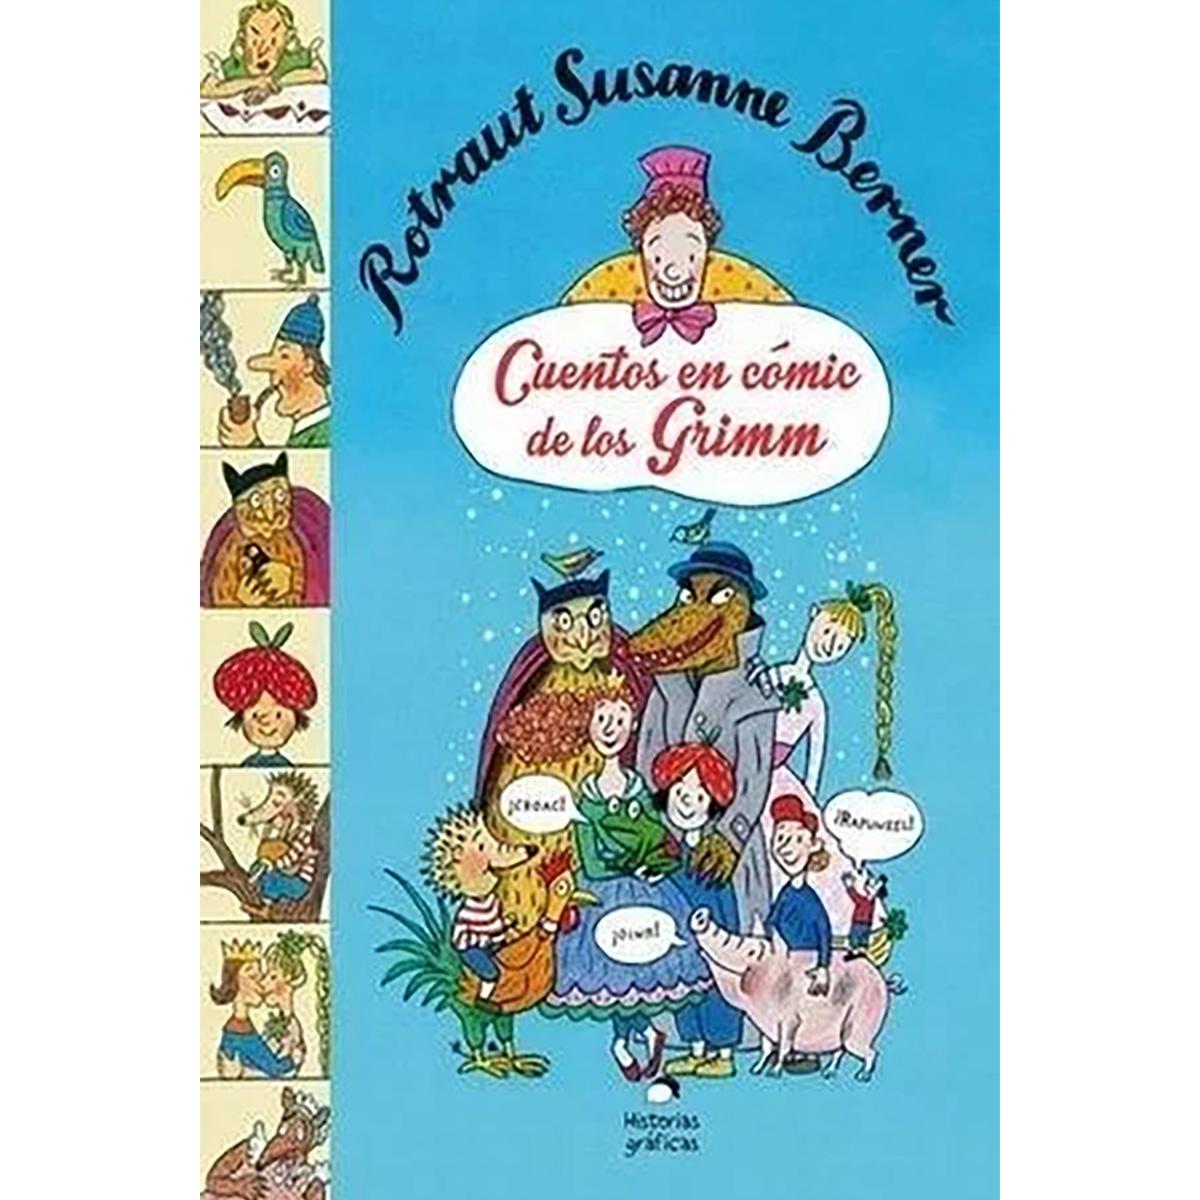 Rotraut Susanne Berner
Cuentos en cómic
de los Grimm
¡CROAC!
¡RAPUNZEL!
¡OINK!
Historias
gráficas